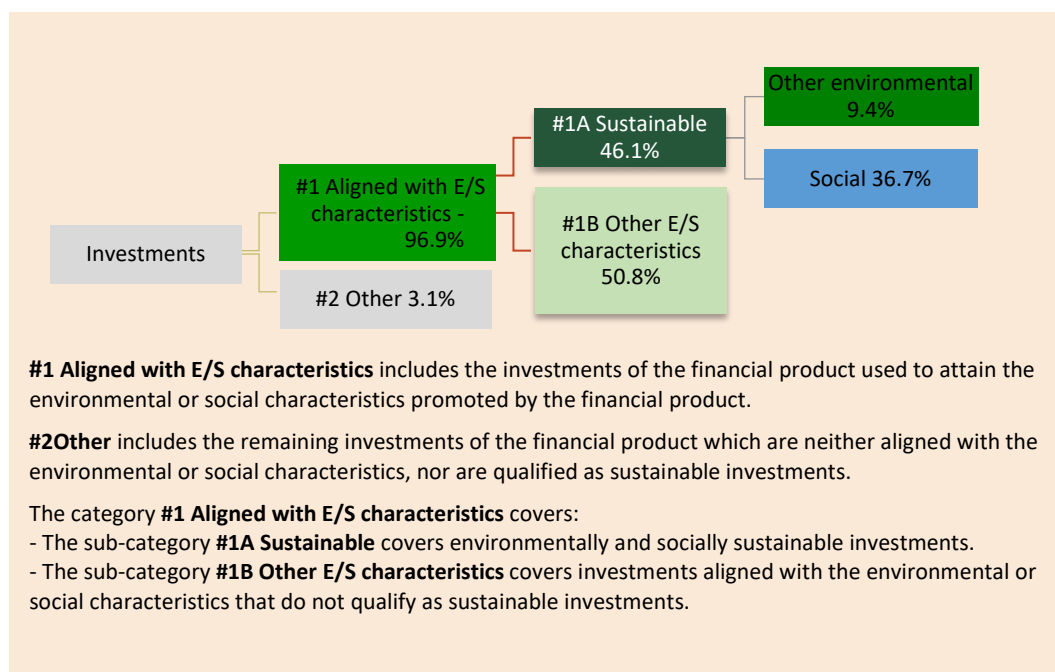 Other environmental
9.4%
#1A Sustainable
46.1%
Social 36.7%
#1 Aligned with E/S
characteristics -
96.9%
#1B Other E/S
characteristics
50.8%
Investments
#2 Other 3.1%
#1 Aligned with E/S characteristics includes the investments of the financial product used to attain the
environmental or social characteristics promoted by the financial product.
#2Other includes the remaining investments of the financial product which are neither aligned with the
environmental or social characteristics, nor are qualified as sustainable investments.
The category #1 Aligned with E/S characteristics covers:
- The sub-category #1A Sustainable covers environmentally and socially sustainable investments.
- The sub-category #1B Other E/S characteristics covers investments aligned with the environmental or
social characteristics that do not qualify as sustainable investments.